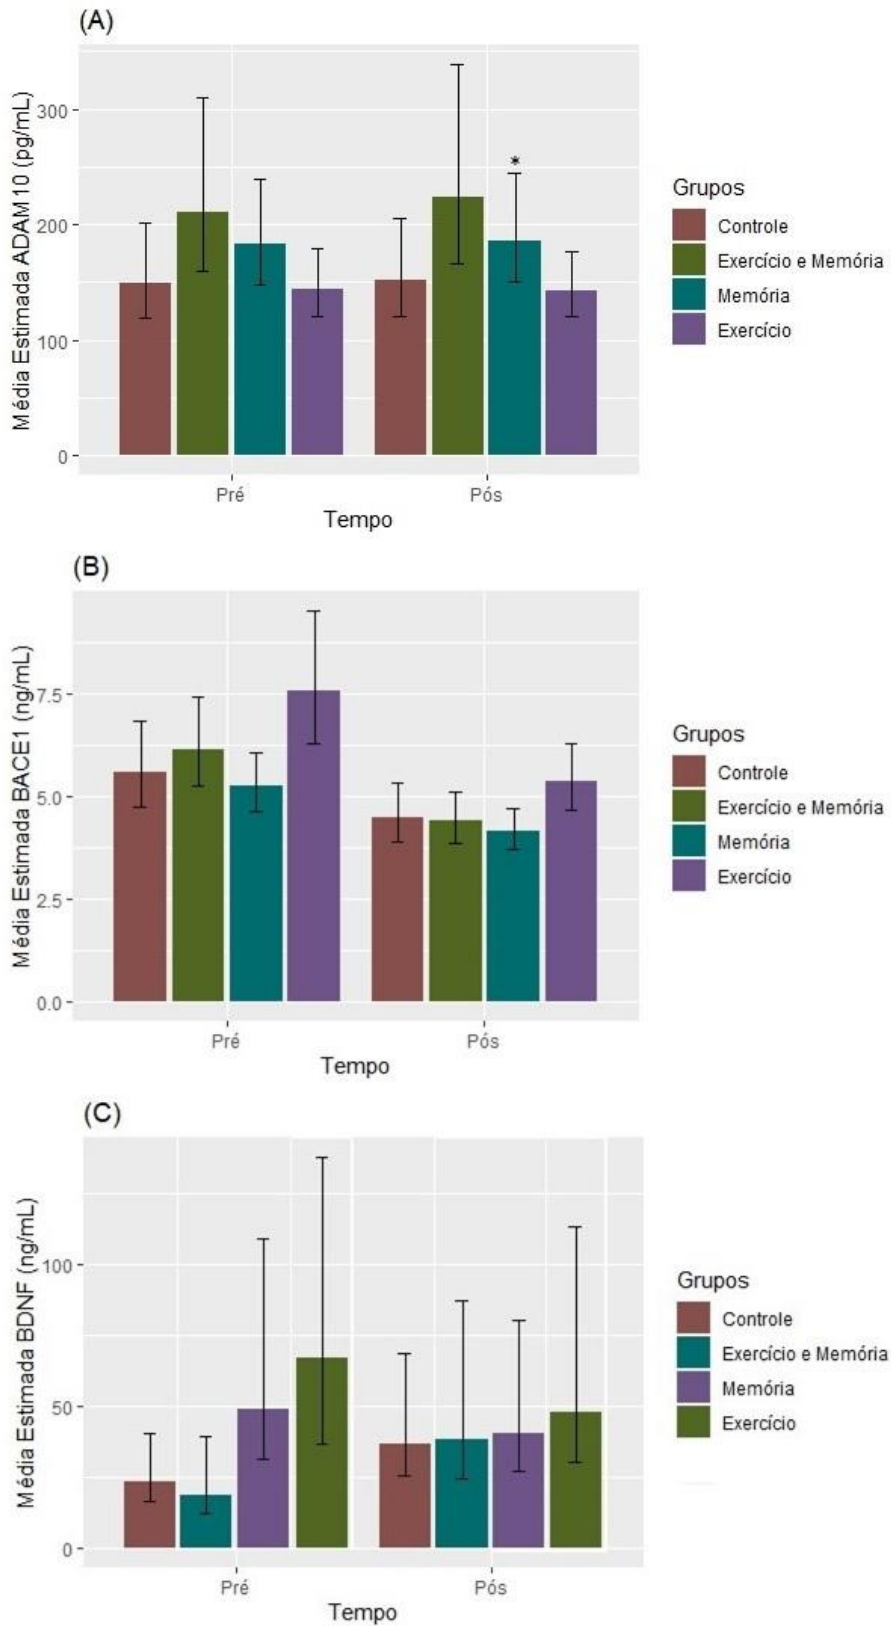 (A)
Média Estimada ADAM10 (pg/mL)
300
200
100
0
*
Pré
Pós
Tempo
Grupos
Controle
Exercício e Memória
Memória
Exercício
(B)
Média Estimada BACE1 (ng/mL)
7.5
5.0
2.5
0.0
Pré
Pós
Tempo
Grupos
Controle
Exercício e Memória
Memória
Exercício
(C)
Média Estimada BDNF (ng/mL)
100
50
0
Pré
Pós
Tempo
Grupos
Controle
Exercício e Memória
Memória
Exercício